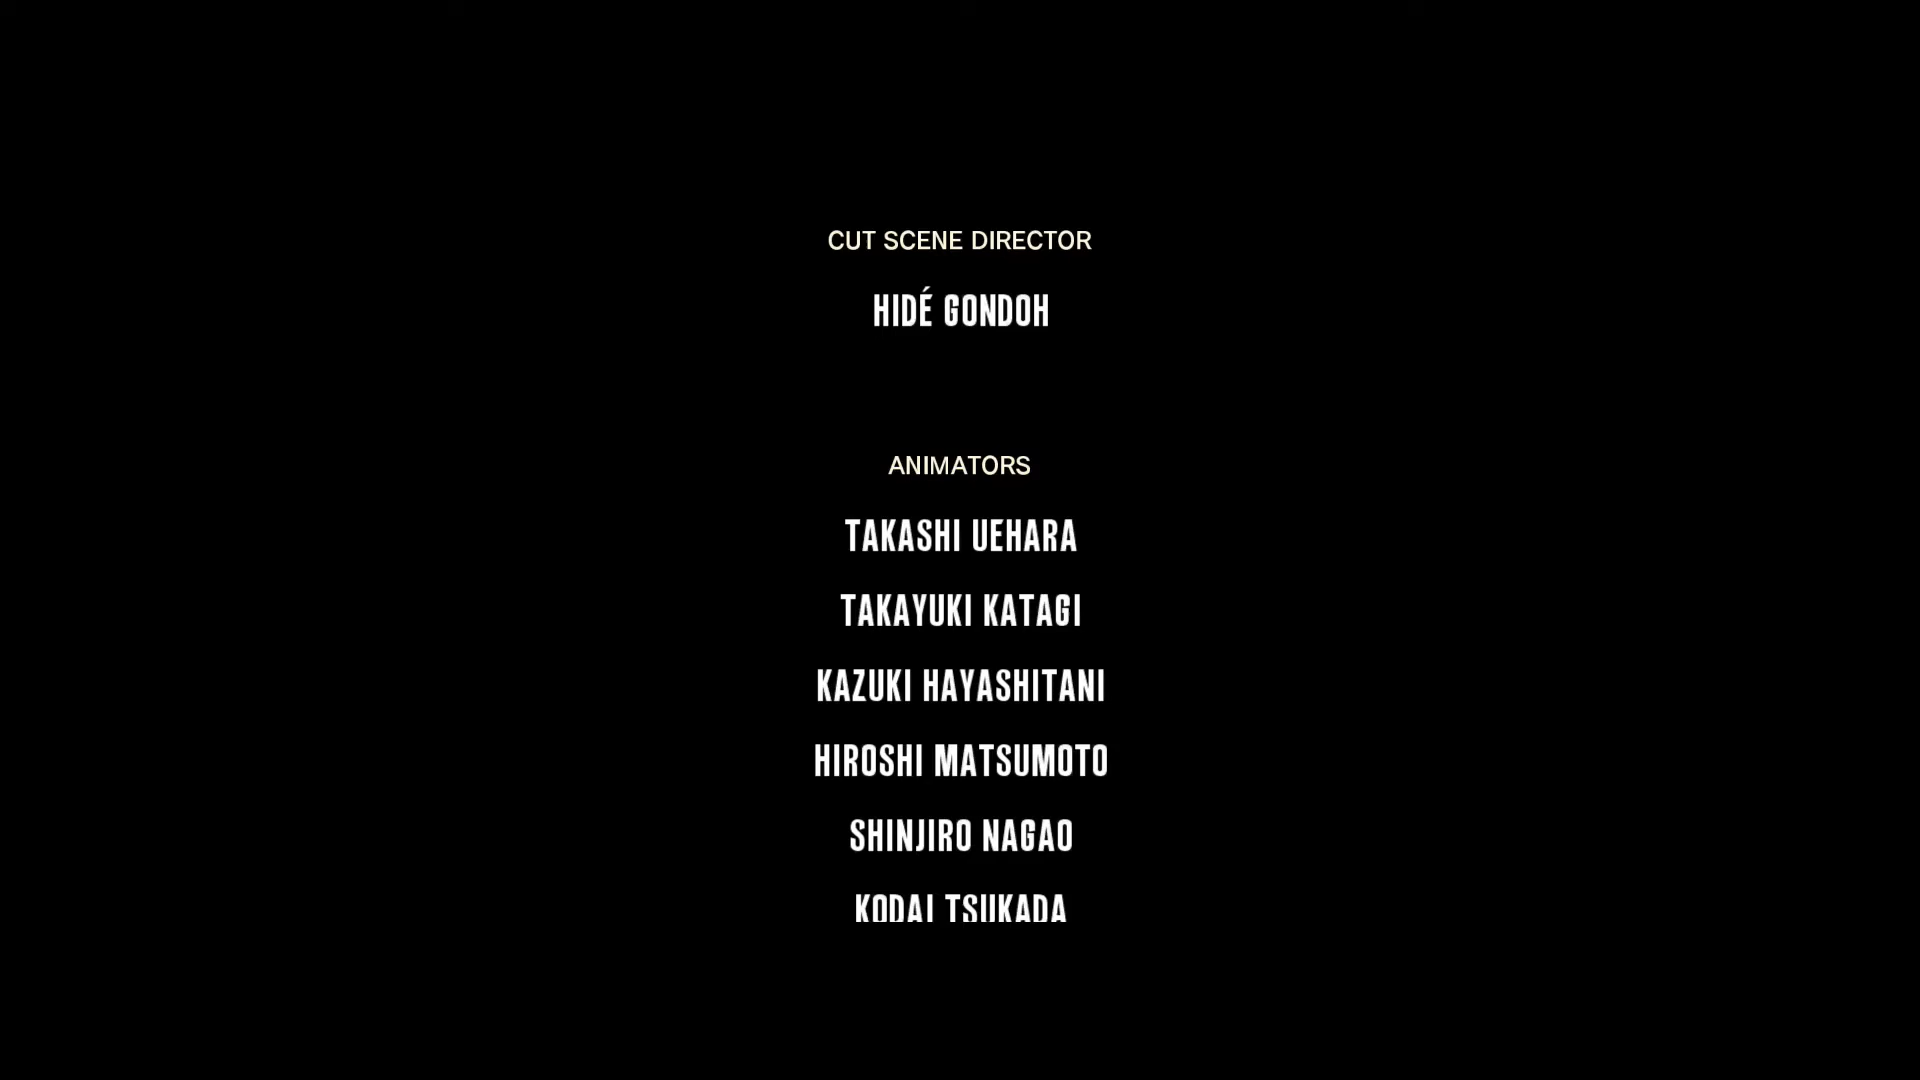 CUT SCENE DIRECTOR
HIDÉ GONDOH
ANIMATORS
TAKASHI UEHARA
TAKAYUKI KATAGI
KAZUKI HAYASHITANI
HIROSHI MATSUMOTO
SHINJIRO NAGAO
KODAI TSUKADA